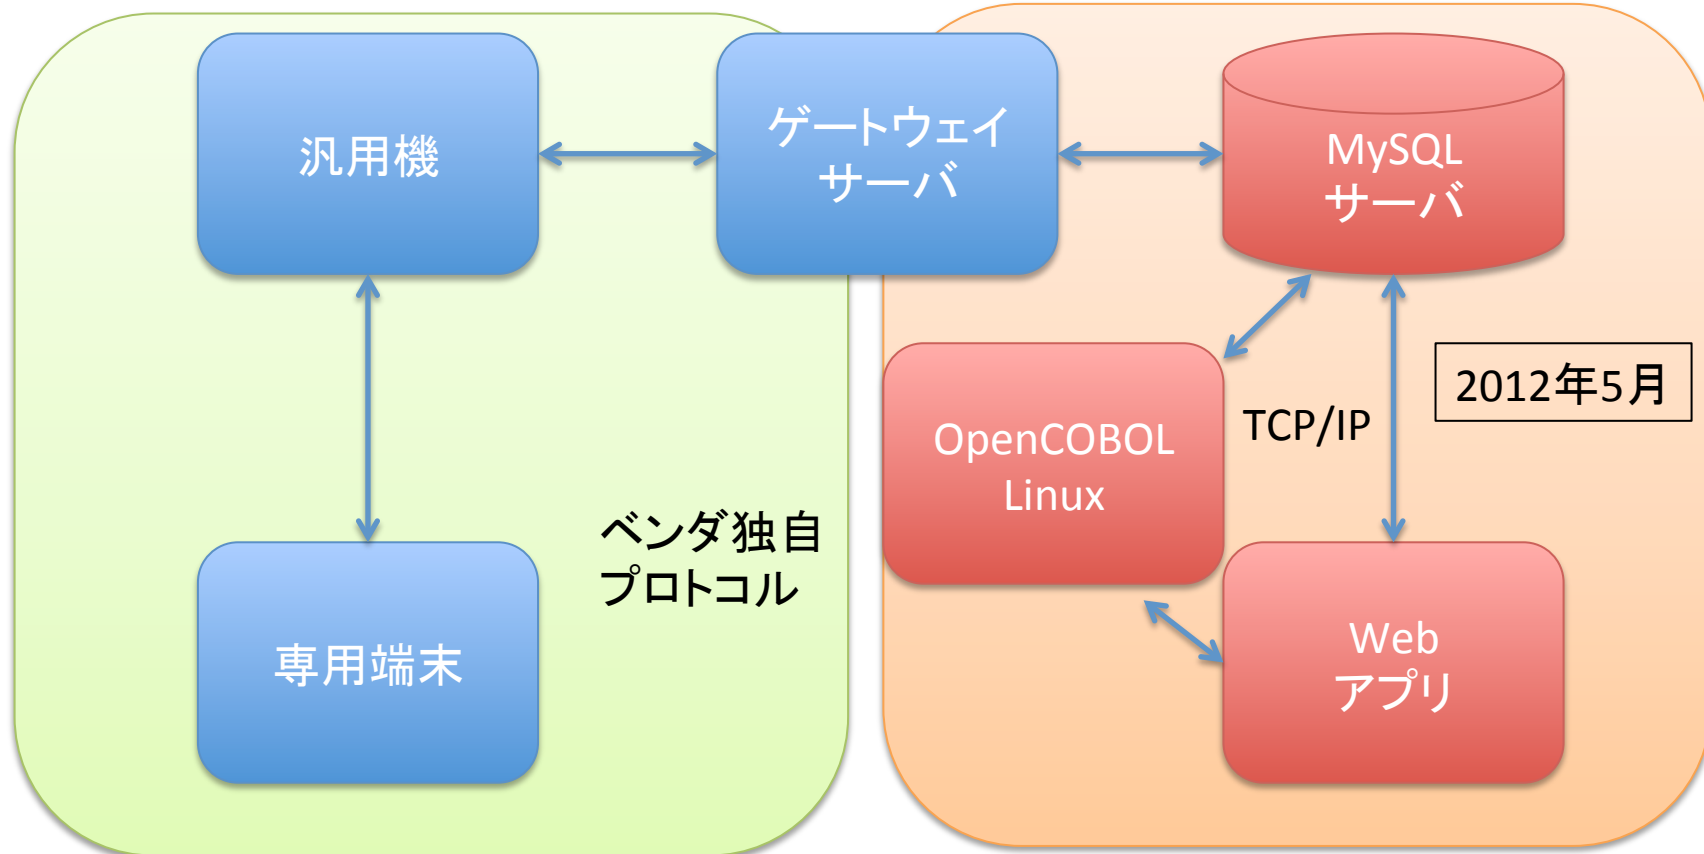 汎用機
ゲートウェイ
サーバ
MySQL
サーバ
2012年5月
TCP/IP
OpenCOBOL
Linux
ベンダ独自
プロトコル
専用端末
Web
アプリ